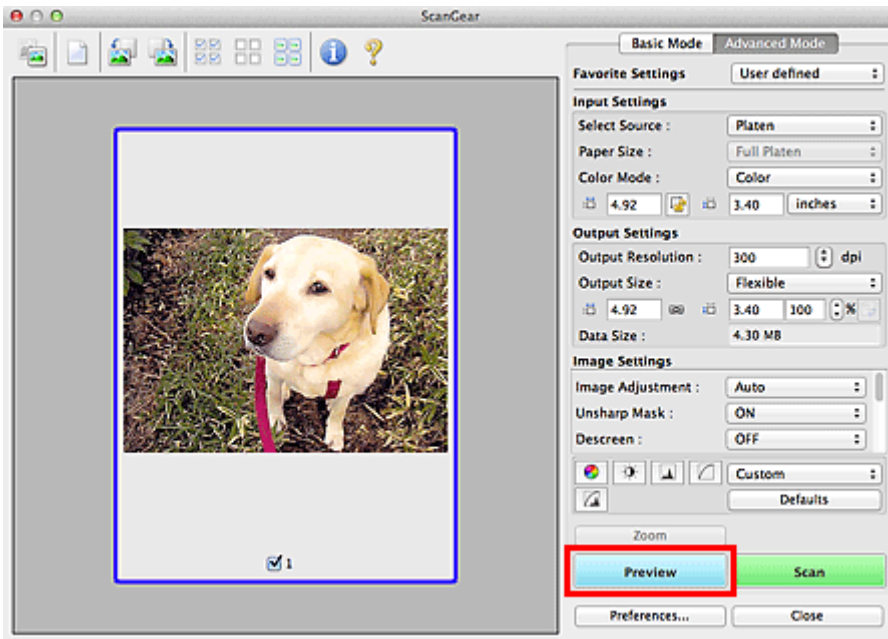 ScanGear
Basic Mode Advanced Mode
Favorite Settings User defined
Input Settings
Select Source : Platen
Paper Size : Full Platen
Color Mode : Color
4.92 3.40 inches
Output Settings
Output Resolution : 300 dpi
Output Size : Flexible
4.92 3.40 100 %
Data Size : 4.30 MB
Image Settings
Image Adjustment : Auto
Unsharp Mask : ON
Descreen : OFF
Custom
Defaults
Zoom
1
Preview Scan
Preferences... Close